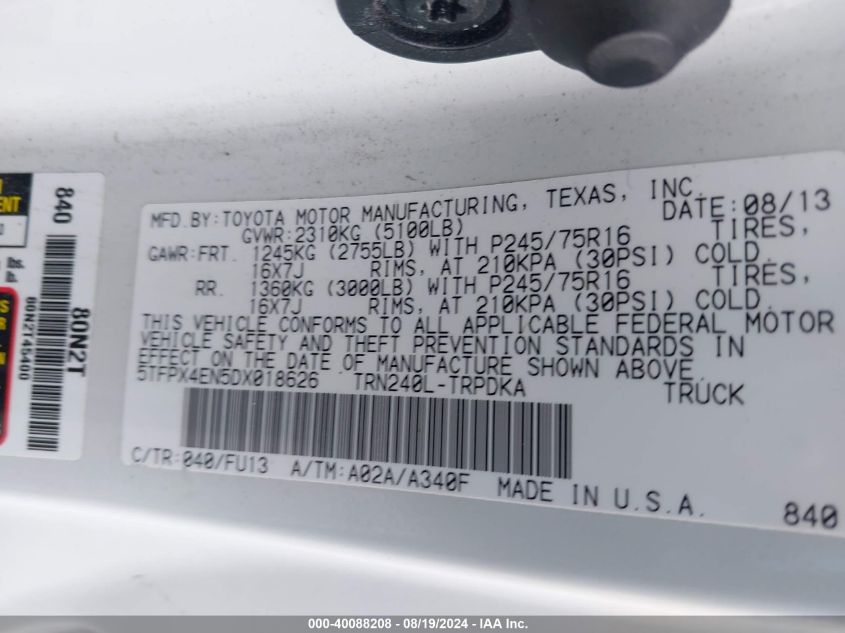 MFD.BY:TOYOTA MOTOR MANUFACTURING, TEXAS, INC.
GVWR:2310KG (5100LB) DATE:08/13
GAWR:FRT. 1245KG (2755LB) WITH P245/75R16 TIRES,
16X7J RIMS, AT 210KPA (30PSI) COLD.
RR. 1360KG (3000LB) WITH P245/75R16 TIRES,
16X7J RIMS, AT 210KPA (30PSI) COLD.
THIS VEHICLE CONFORMS TO ALL APPLICABLE FEDERAL MOTOR
VEHICLE SAFETY AND THEFT PREVENTION STANDARDS IN
EFFECT ON THE DATE OF MANUFACTURE SHOWN ABOVE.
5TFPX4EN5DX018626 TRN240L-TRPDKA TRUCK
C/TR:040/FU13 A/TM:A02A/A340F MADE IN U.S.A.
840
840
80N2T
80N2T45400
lbs.
lb.
000-40088208 - 08/19/2024 - IAA Inc.